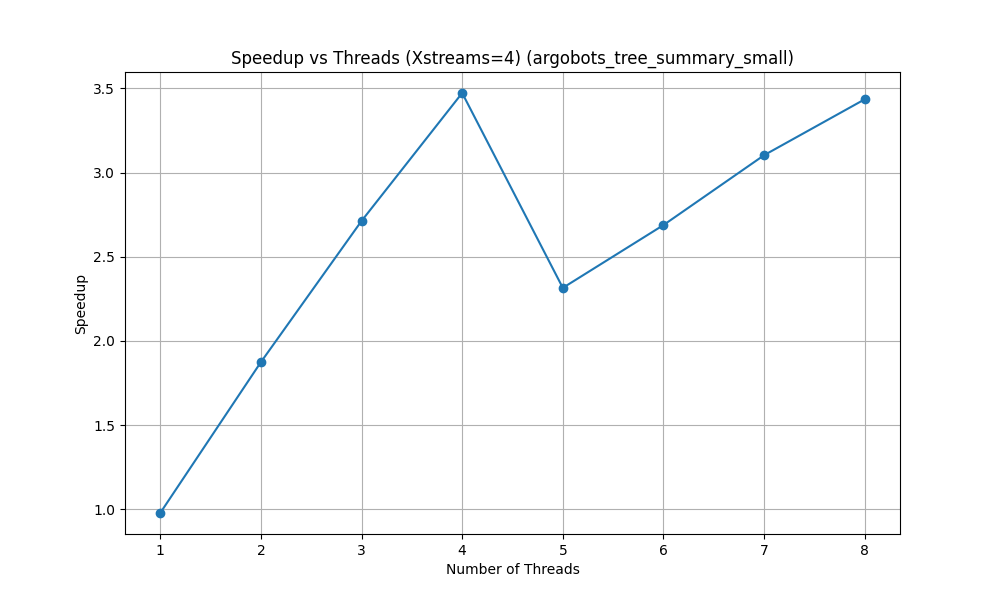 Speedup vs Threads (Xstreams=4) (argobots_tree_summary_small)
3.5
3.0
2.5
2.0
1.5
1.0
Speedup
1 2 3 4 5 6 7 8
Number of Threads